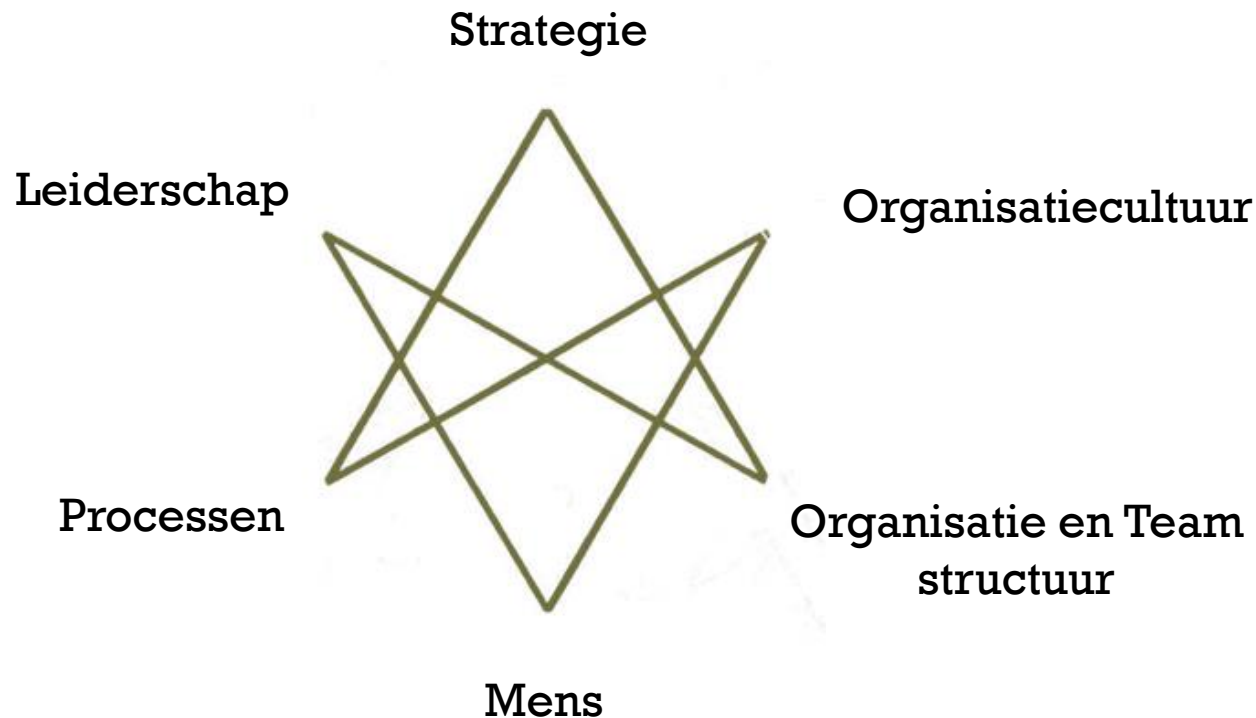 Strategie
Leiderschap
Organisatiecultuur
Processen
Organisatie en Team
structuur
Mens